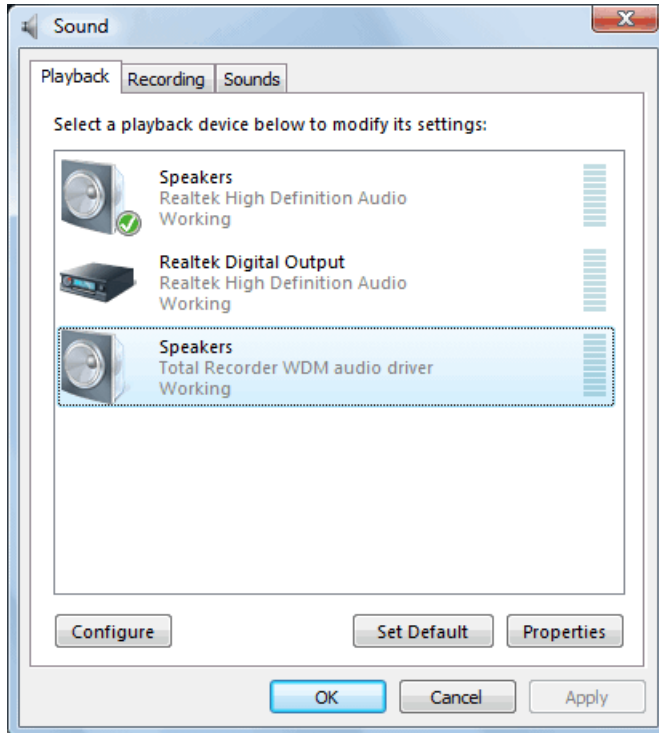 Sound
Playback Recording Sounds
Select a playback device below to modify its settings:
Speakers
Realtek High Definition Audio
Working
Realtek Digital Output
Realtek High Definition Audio
Working
Speakers
Total Recorder WDM audio driver
Working
Configure Set Default Properties
OK Cancel Apply